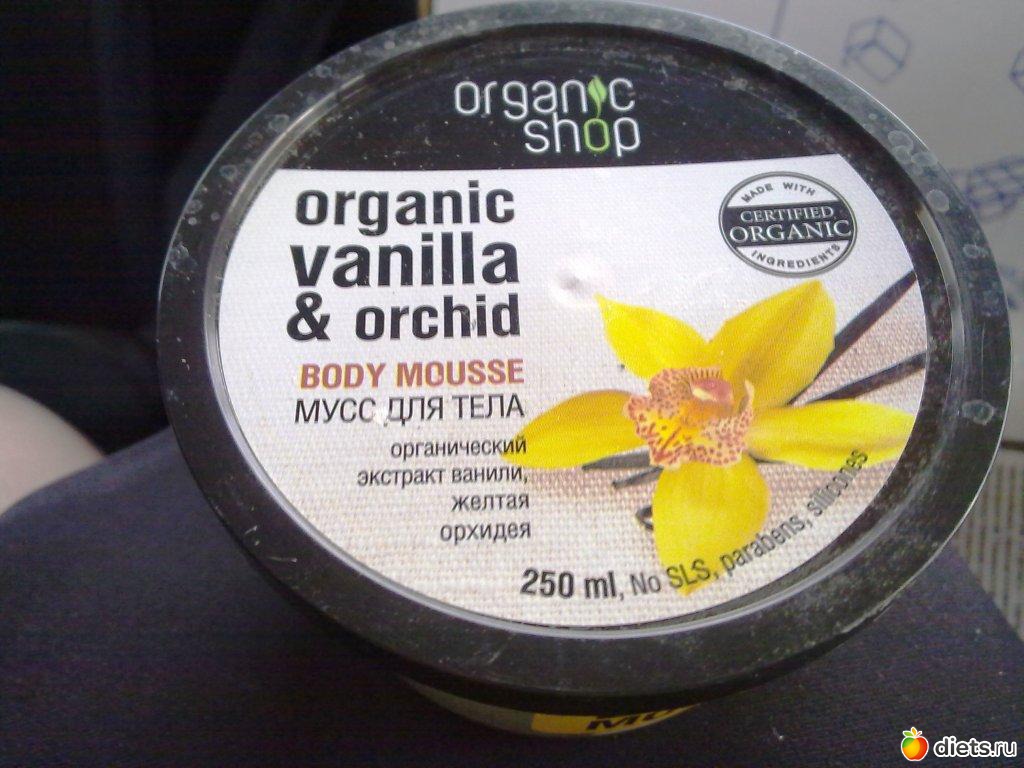 organic
shop
organic
vanilla
& orchid
MADE WITH
CERTIFIED
ORGANIC
INGREDIENTS
BODY MOUSSE
МУСС ДЛЯ ТЕЛА
органический
экстракт ванили,
желтая
орхидея
250 ml, No SLS, parabens, silicones
diets.ru